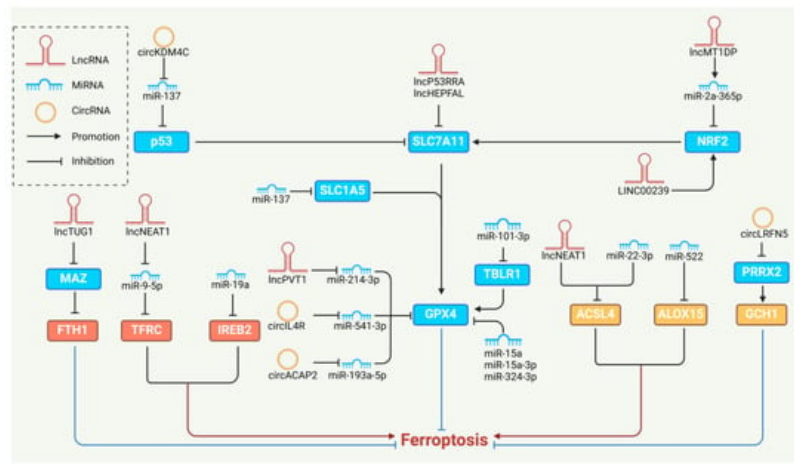 LncRNA
MiRNA
CircRNA
Promotion
Inhibition
circKDM4C
miR-137
p53
lncP53RRA
lncHEPFAL
SLC7A11
lncMT1DP
miR-2a-365p
NRF2
LINC00239
miR-137
SLC1A5
lncTUG1
MAZ
FTH1
lncNEAT1
miR-9-5p
TFRC
miR-19a
IREB2
lncPVT1
miR-214-3p
circIL4R
miR-541-3p
circACAP2
miR-193a-5p
GPX4
miR-101-3p
TBLR1
miR-15a
miR-15a-3p
miR-324-3p
lncNEAT1
miR-22-3p
ACSL4
miR-522
ALOX15
circLRFN5
PRRX2
GCH1
Ferroptosis